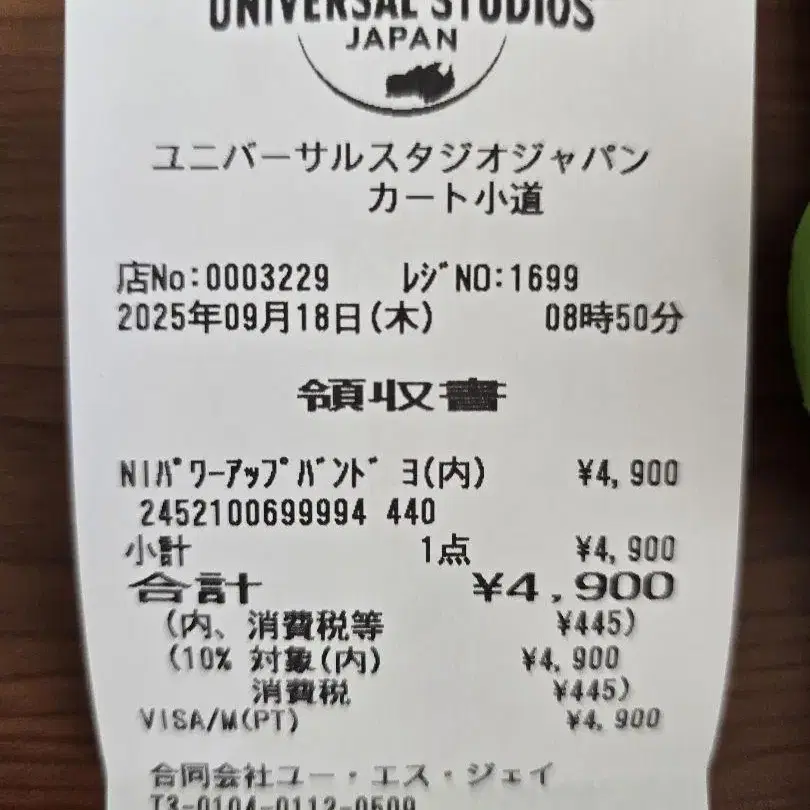 UNIVERSAL STUDIOS
JAPAN
ユニバーサルスタジオジャパン
カート小道
店No:0003229 ﾚｼﾞNO:1699
2025年09月18日(木) 08時50分
領収書
NIﾊﾟﾜｰｱｯﾌﾟﾊﾞﾝﾄﾞ ﾖ(内) ¥4,900
2452100699994 440
小計 1点 ¥4,900
合計 ¥4,900
(内、消費税等 ¥445)
(10% 対象(内) ¥4,900
消費税 ¥445)
VISA/M(PT) ¥4,900
合同会社ユー・エス・ジェイ
T3-0104-0112-0509